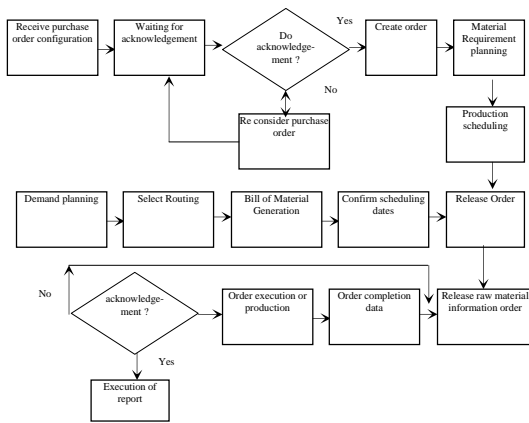 Receive purchase
order configuration
Waiting for
acknowledgement
Do
acknowledge-
ment ?
Yes
Create order
Material
Requirement
planning
No
Re consider purchase
order
Production
scheduling
Demand planning
Select Routing
Bill of Material
Generation
Confirm scheduling
dates
Release Order
No
acknowledge-
ment ?
Order execution or
production
Order completion
data
Release raw material
information order
Yes
Execution of
report